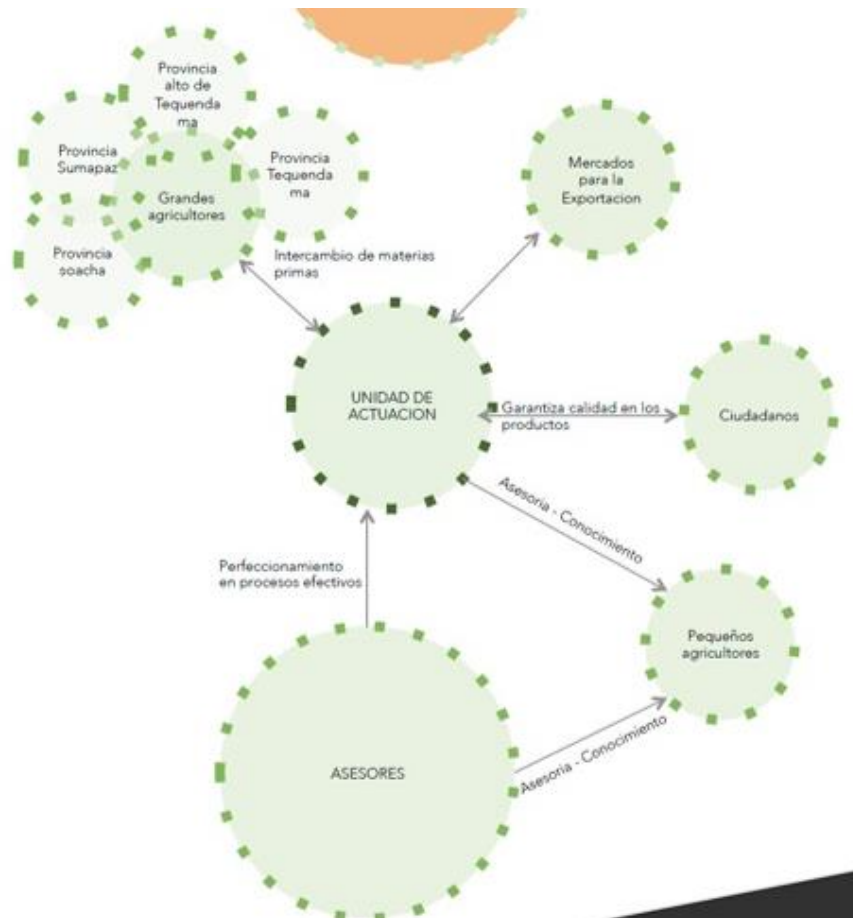 Provincia
alto de
Tequenda
ma
Provincia
Sumapaz
Provincia
Tequenda
ma
Grandes
agricultores
Provincia
soacha
Mercados
para la
Exportacion
Intercambio de materias
primas
UNIDAD DE
ACTUACION
Garantiza calidad en los
productos
Ciudadanos
Asesoria - Conocimiento
Perfeccionamiento
en procesos efectivos
Pequeños
agricultores
ASESORES
Asesoria - Conocimiento